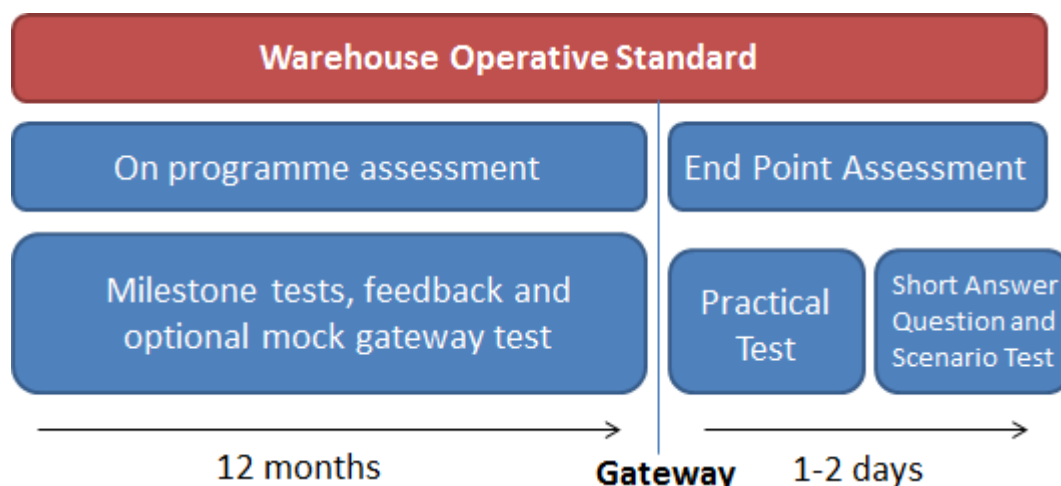 Warehouse Operative Standard
On programme assessment
End Point Assessment
Milestone tests, feedback and
optional mock gateway test
Practical
Test
Short Answer
Question and
Scenario Test
12 months
Gateway
1-2 days